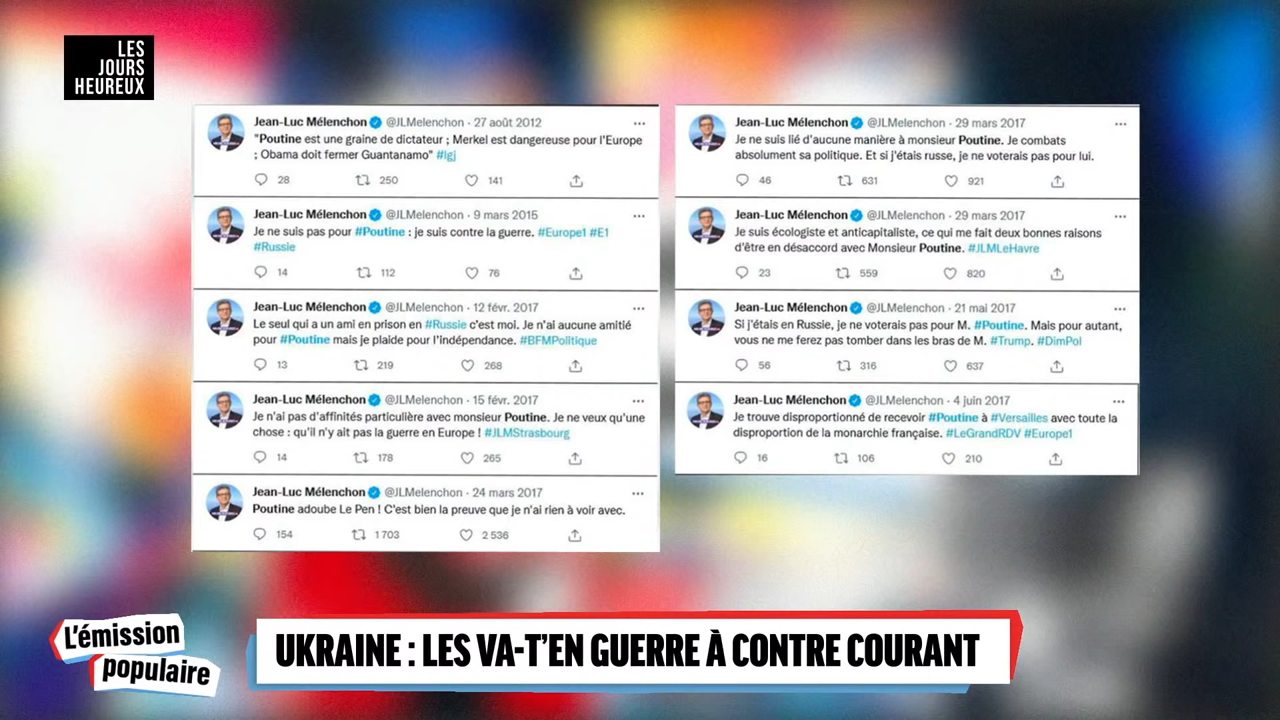 LES
JOURS
HEUREUX
Jean-Luc Mélenchon @JLMelenchon · 27 août 2012
"Poutine est une graine de dictateur ; Merkel est dangereuse pour l'Europe
; Obama doit fermer Guantanamo" #lgj
28 250 141
Jean-Luc Mélenchon @JLMelenchon · 9 mars 2015
Je ne suis pas pour #Poutine : je suis contre la guerre. #Europe1 #E1
#Russie
14 112 76
Jean-Luc Mélenchon @JLMelenchon · 12 févr. 2017
Le seul qui a un ami en prison en #Russie c'est moi. Je n'ai aucune amitié
pour #Poutine mais je plaide pour l'indépendance. #BFMPolitique
13 219 268
Jean-Luc Mélenchon @JLMelenchon · 15 févr. 2017
Je n'ai pas d'affinités particulière avec monsieur Poutine. Je ne veux qu'une
chose : qu'il n'y ait pas la guerre en Europe ! #JLMStrasbourg
14 178 265
Jean-Luc Mélenchon @JLMelenchon · 24 mars 2017
Poutine adoube Le Pen ! C'est bien la preuve que je n'ai rien à voir avec.
154 1 703 2 536
Jean-Luc Mélenchon @JLMelenchon · 29 mars 2017
Je ne suis lié d'aucune manière à monsieur Poutine. Je combats
absolument sa politique. Et si j'étais russe, je ne voterais pas pour lui.
46 631 921
Jean-Luc Mélenchon @JLMelenchon · 29 mars 2017
Je suis écologiste et anticapitaliste, ce qui me fait deux bonnes raisons
d'être en désaccord avec Monsieur Poutine. #JLMLeHavre
23 559 820
Jean-Luc Mélenchon @JLMelenchon · 21 mai 2017
Si j'étais en Russie, je ne voterais pas pour M. #Poutine. Mais pour autant,
vous ne me ferez pas tomber dans les bras de M. #Trump. #DimPol
56 316 637
Jean-Luc Mélenchon @JLMelenchon · 4 juin 2017
Je trouve disproportionné de recevoir #Poutine à #Versailles avec toute la
disproportion de la monarchie française. #LeGrandRDV #Europe1
16 106 210
L'émission
populaire
UKRAINE : LES VA-T'EN GUERRE À CONTRE COURANT